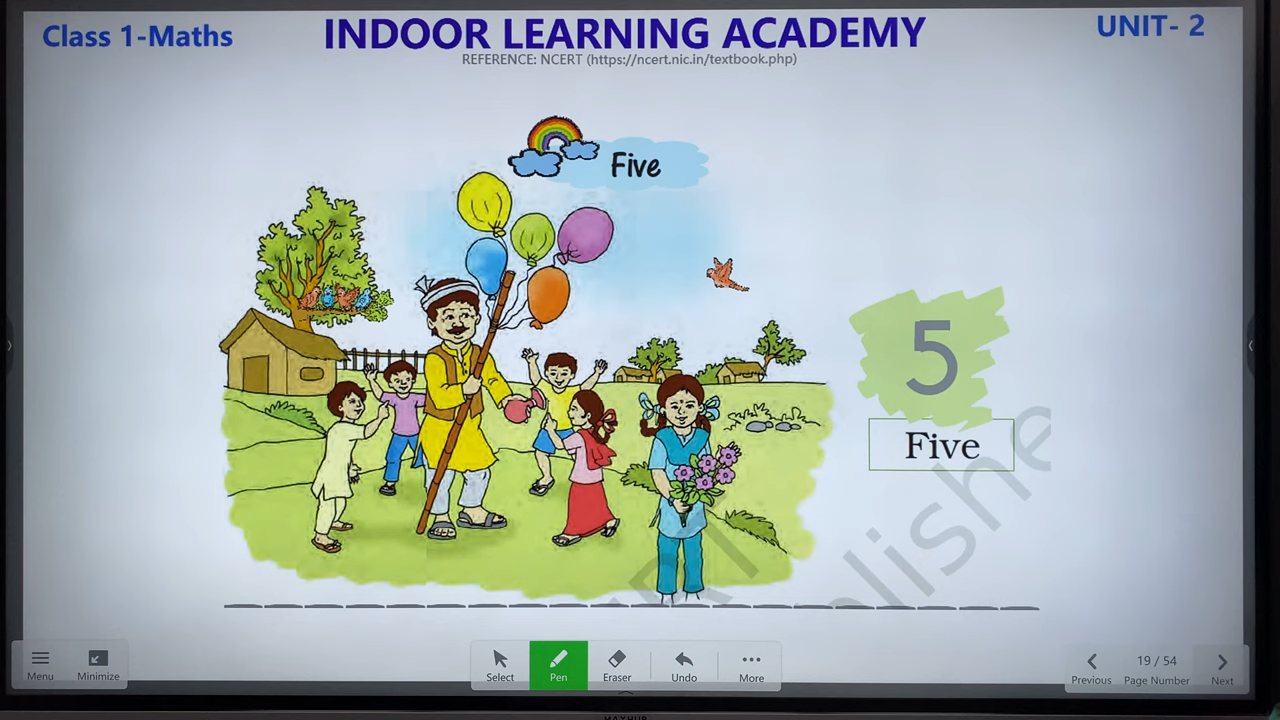 Class 1-Maths
INDOOR LEARNING ACADEMY
UNIT- 2
REFERENCE: NCERT (https://ncert.nic.in/textbook.php)
Five
5
Five
Menu
Minimize
Select
Pen
Eraser
Undo
More
Previous
19 / 54
Page Number
Next